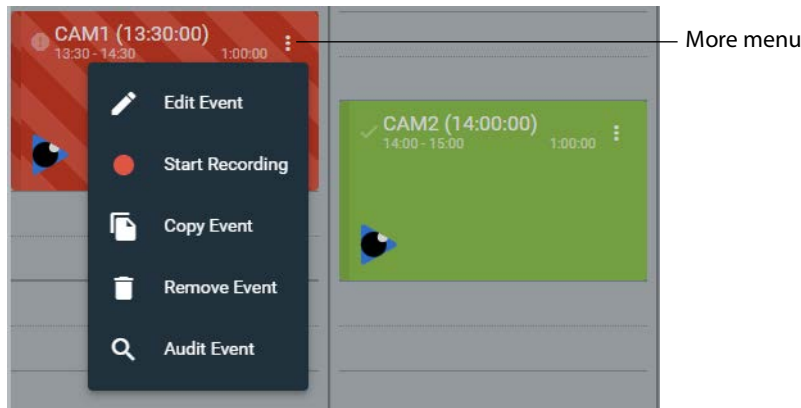 CAM1 (13:30:00)
13:30 - 14:30 1:00:00
More menu
Edit Event
Start Recording
Copy Event
Remove Event
Audit Event
CAM2 (14:00:00)
14:00 - 15:00 1:00:00